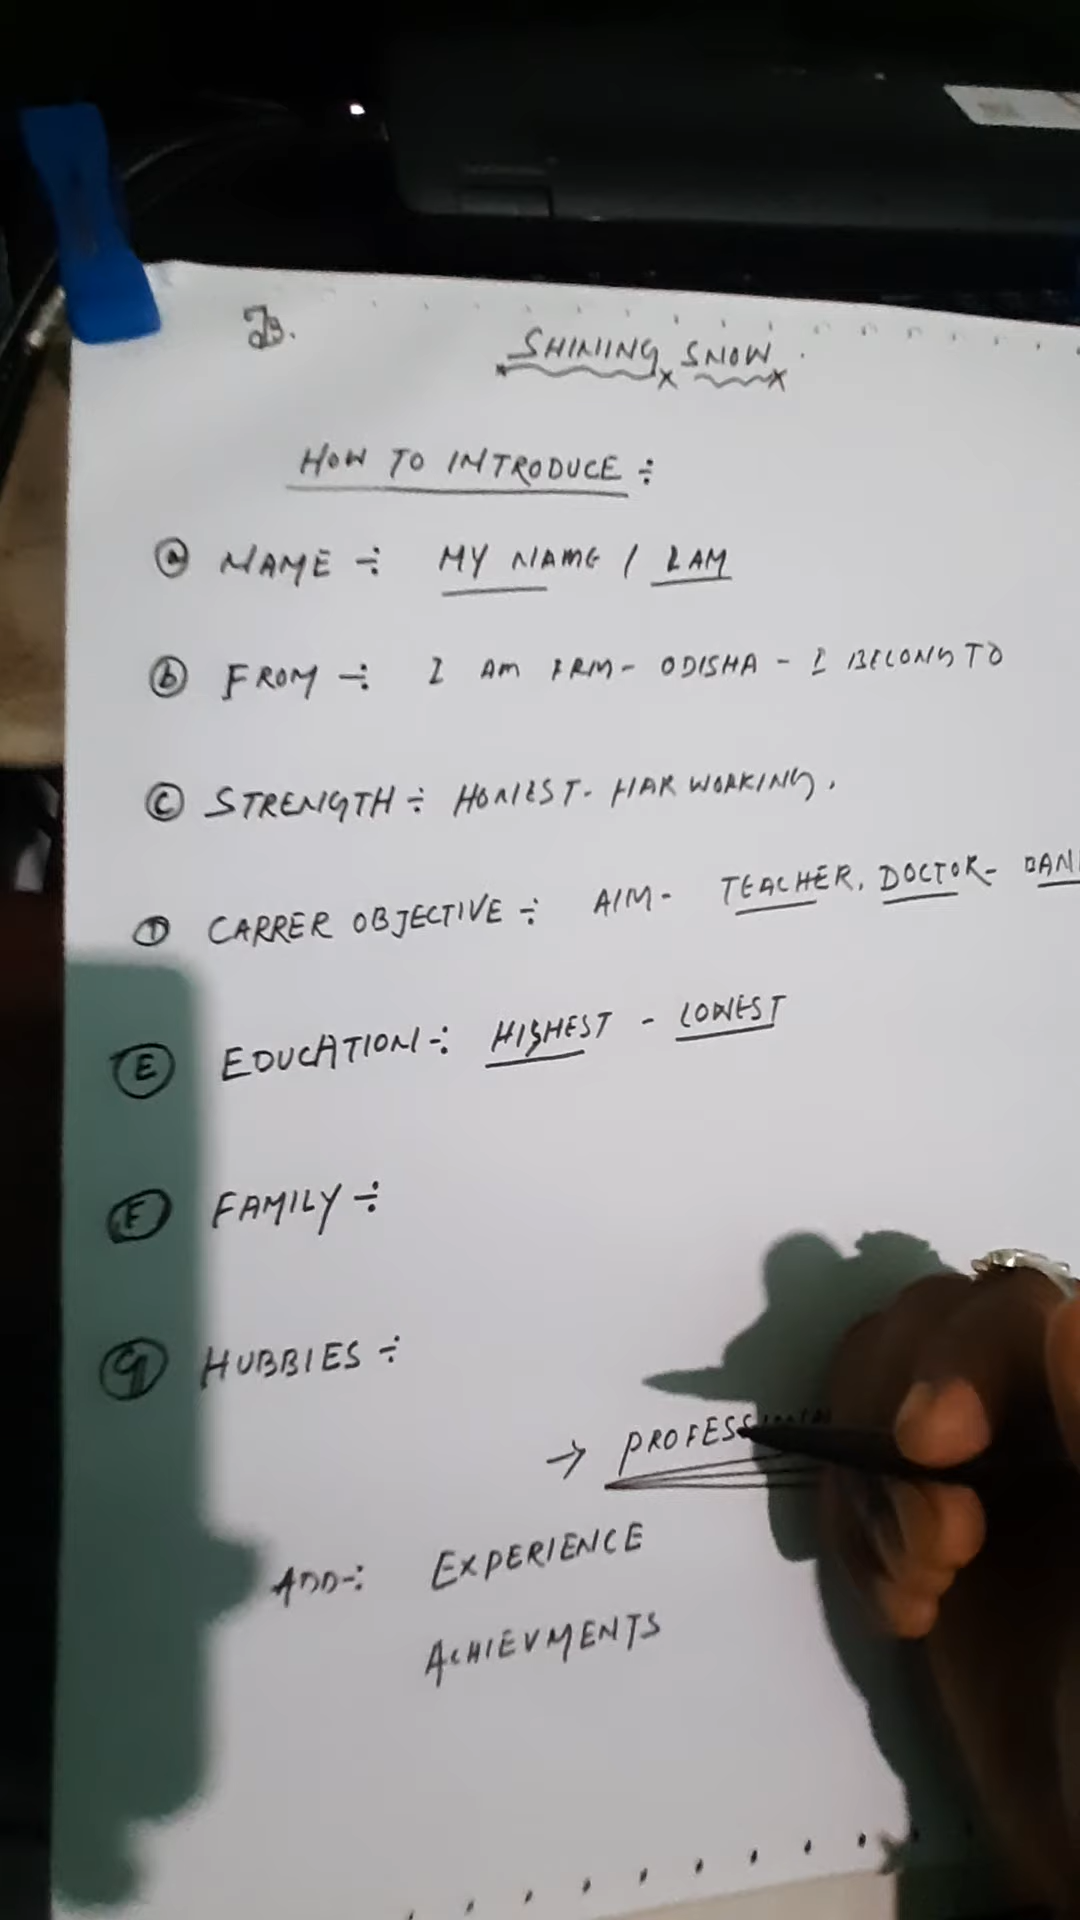 SHINING SNOW.
HOW TO INTRODUCE ÷
(a) NAME ÷ MY NAME / I AM
(b) FROM ÷ I AM FRM - ODISHA - I BELONG TO
(C) STRENGTH ÷ HONEST - HAR WORKING.
(D) CARRER OBJECTIVE ÷ AIM - TEACHER, DOCTOR -
(E) EDUCATION ÷ HIGHEST - LOWEST
(F) FAMILY ÷
(G) HUBBIES ÷
→ PROFESSIONAL
ADD ÷ EXPERIENCE
ACHIEVMENTS